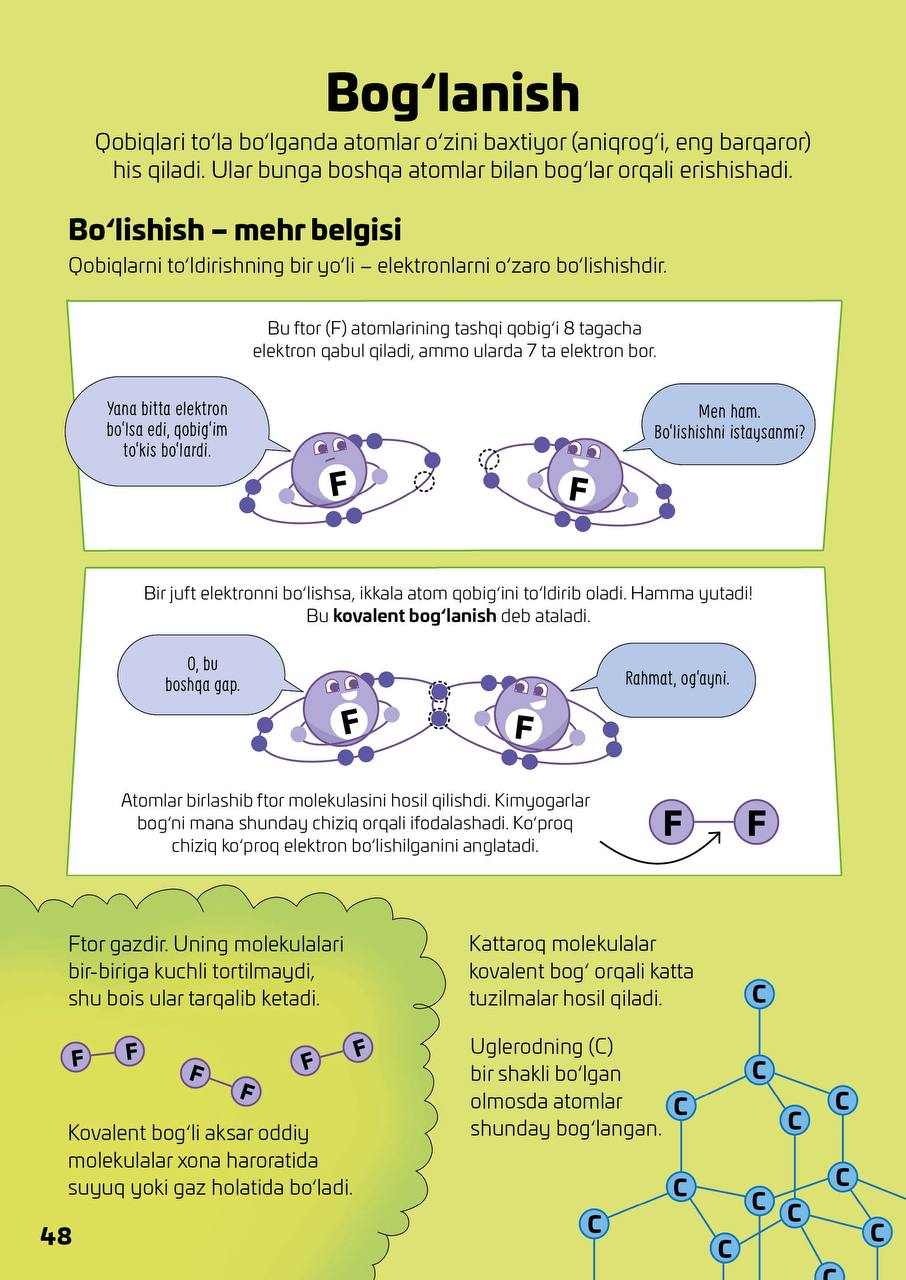 Bog‘lanish
Qobiqlari to‘la bo‘lganda atomlar o‘zini baxtiyor (aniqrog‘i, eng barqaror)
his qiladi. Ular bunga boshqa atomlar bilan bog‘lar orqali erishishadi.
Bo‘lishish – mehr belgisi
Qobiqlarni to‘ldirishning bir yo‘li – elektronlarni o‘zaro bo‘lishishdir.
Bu ftor (F) atomlarining tashqi qobig‘i 8 tagacha
elektron qabul qiladi, ammo ularda 7 ta elektron bor.
Yana bitta elektron
bo‘lsa edi, qobig‘im
to‘kis bo‘lardi.
Men ham.
Bo‘lishishni istaysanmi?
F
F
Bir juft elektronni bo‘lishsa, ikkala atom qobig‘ini to‘ldirib oladi. Hamma yutadi!
Bu kovalent bog‘lanish deb ataladi.
O, bu
boshqa gap.
Rahmat, og‘ayni.
F
F
Atomlar birlashib ftor molekulasini hosil qilishdi. Kimyogarlar
bog‘ni mana shunday chiziq orqali ifodalashadi. Ko‘proq
chiziq ko‘proq elektron bo‘lishilganini anglatadi.
F F
Ftor gazdir. Uning molekulalari
bir-biriga kuchli tortilmaydi,
shu bois ular tarqalib ketadi.
F F
F F
F F
Kovalent bog‘li aksar oddiy
molekulalar xona haroratida
suyuq yoki gaz holatida bo‘ladi.
Kattaroq molekulalar
kovalent bog‘ orqali katta
tuzilmalar hosil qiladi.
Uglerodning (C)
bir shakli bo‘lgan
olmosda atomlar
shunday bog‘langan.
C
C
C
C
C
C
C
C
C
C
C
C
C
48